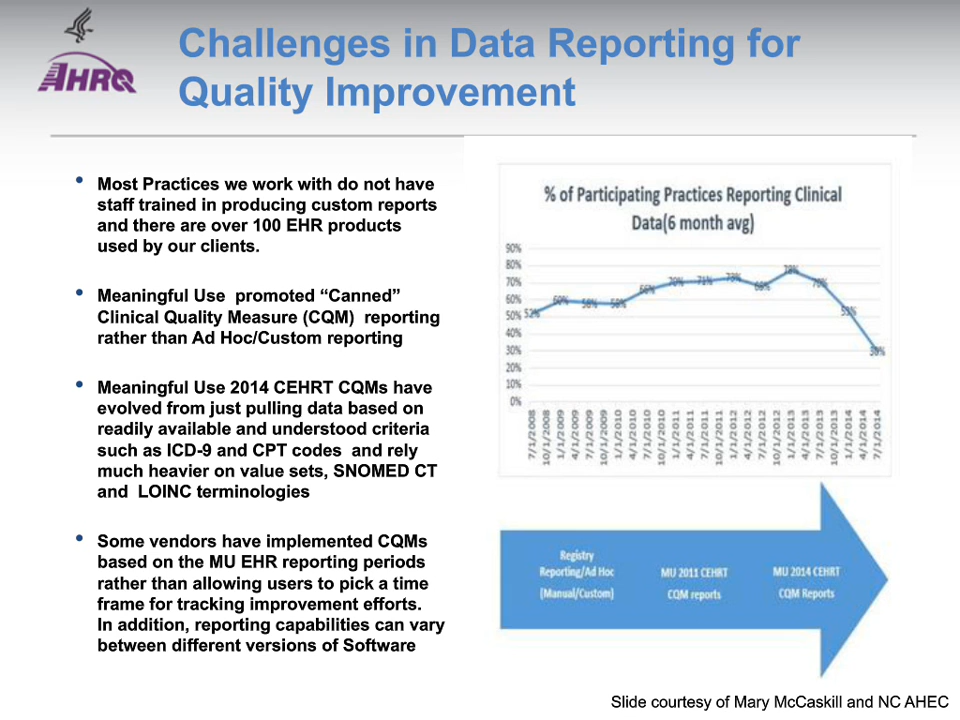 AHRQ
Challenges in Data Reporting for
Quality Improvement
• Most Practices we work with do not have
staff trained in producing custom reports
and there are over 100 EHR products
used by our clients.
• Meaningful Use promoted “Canned”
Clinical Quality Measure (CQM) reporting
rather than Ad Hoc/Custom reporting
• Meaningful Use 2014 CEHRT CQMs have
evolved from just pulling data based on
readily available and understood criteria
such as ICD-9 and CPT codes and rely
much heavier on value sets, SNOMED CT
and LOINC terminologies
• Some vendors have implemented CQMs
based on the MU EHR reporting periods
rather than allowing users to pick a time
frame for tracking improvement efforts.
In addition, reporting capabilities can vary
between different versions of Software
% of Participating Practices Reporting Clinical
Data(6 month avg)
90%
80%
70%
60%
50%
40%
30%
20%
10%
0%
52%
60%
58%
58%
66%
70%
71%
73%
68%
70%
30%
7/1/2008
10/1/2008
1/1/2009
4/1/2009
7/1/2009
10/1/2009
1/1/2010
4/1/2010
7/1/2010
10/1/2010
1/1/2011
4/1/2011
7/1/2011
10/1/2011
1/1/2012
4/1/2012
7/1/2012
10/1/2012
1/1/2013
4/1/2013
7/1/2013
10/1/2013
1/1/2014
4/1/2014
7/1/2014
Registry
Reporting/Ad Hoc
(Manual/Custom)
MU 2011 CEHRT
CQM reports
MU 2014 CEHRT
CQM Reports
Slide courtesy of Mary McCaskill and NC AHEC